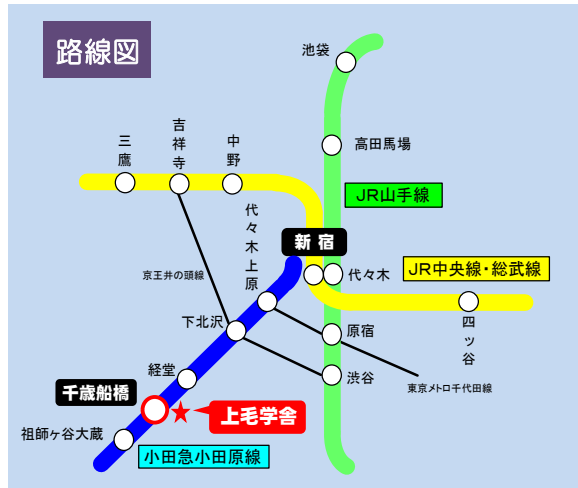 路線図
池袋
高田馬場
三鷹
吉祥寺
中野
JR山手線
代々木上原
新宿
代々木
JR中央線・総武線
京王井の頭線
下北沢
原宿
四ッ谷
経堂
渋谷
東京メトロ千代田線
千歳船橋
上毛学舎
祖師ヶ谷大蔵
小田急小田原線